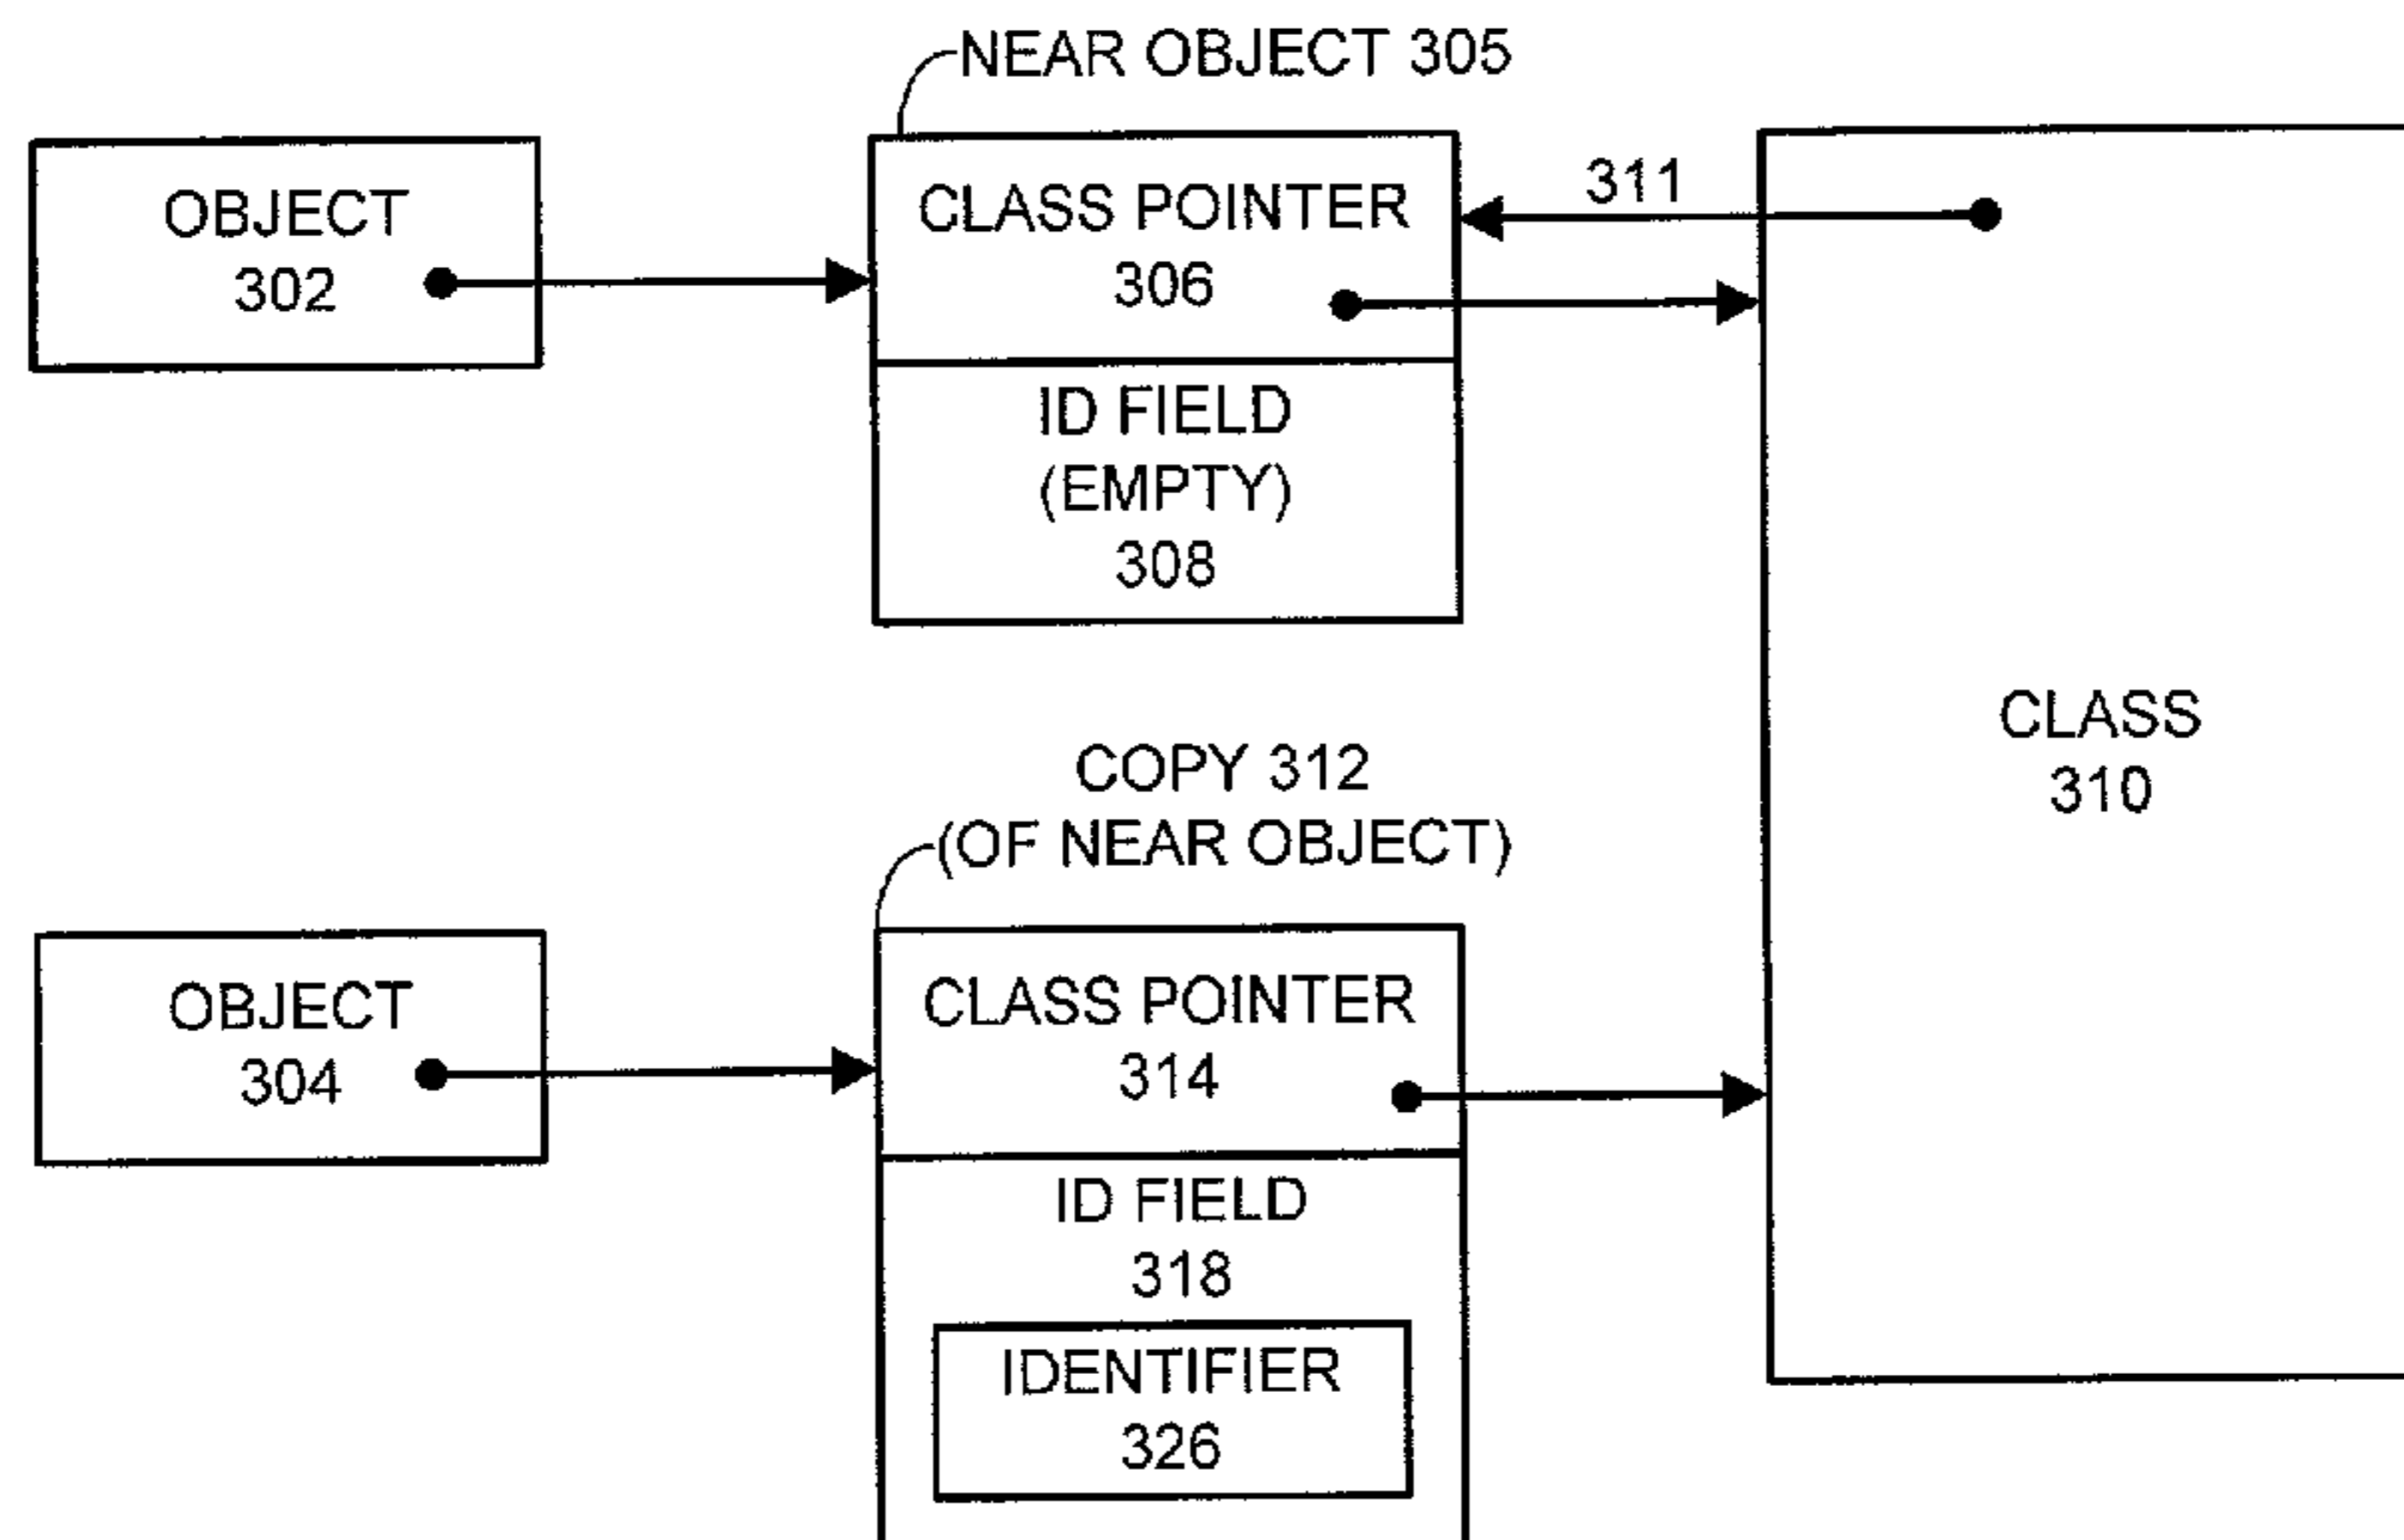 NEAR OBJECT 305
OBJECT
302
CLASS POINTER
306
311
ID FIELD
(EMPTY)
308
CLASS
310
COPY 312
(OF NEAR OBJECT)
OBJECT
304
CLASS POINTER
314
ID FIELD
318
IDENTIFIER
326